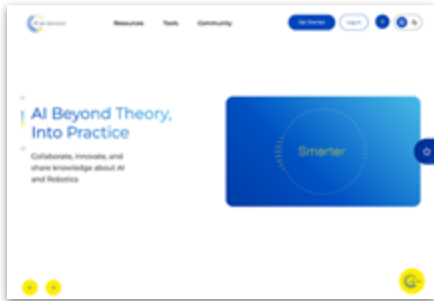 Resources Tools Community Get Started Log in
AI Beyond Theory,
Into Practice
Smarter
Collaborate, innovate, and
share knowledge about AI
and Robotics